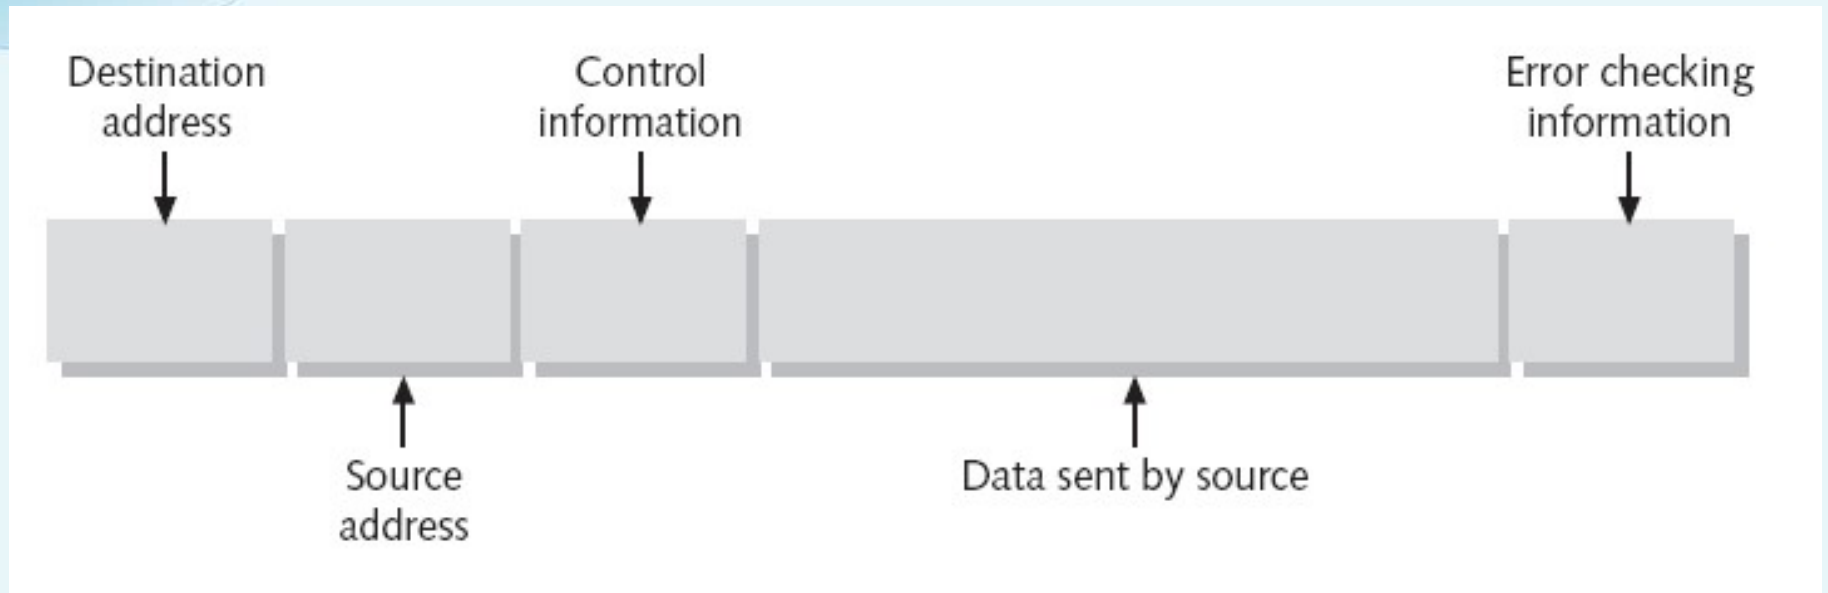 Destination
address
Control
information
Error checking
information
Source
address
Data sent by source